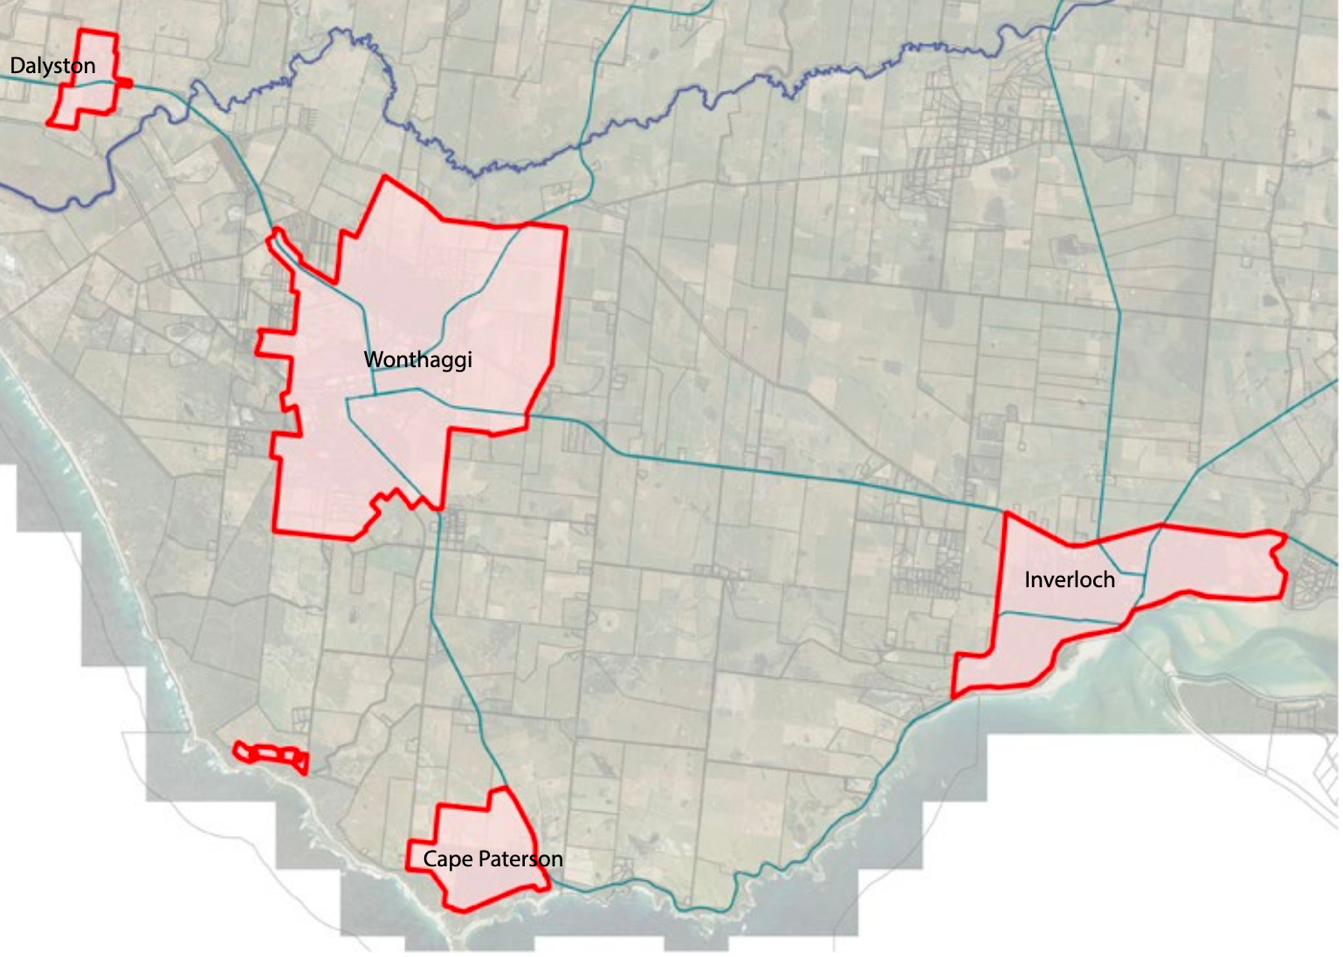 Dalyston
Wonthaggi
Inverloch
Cape Paterson